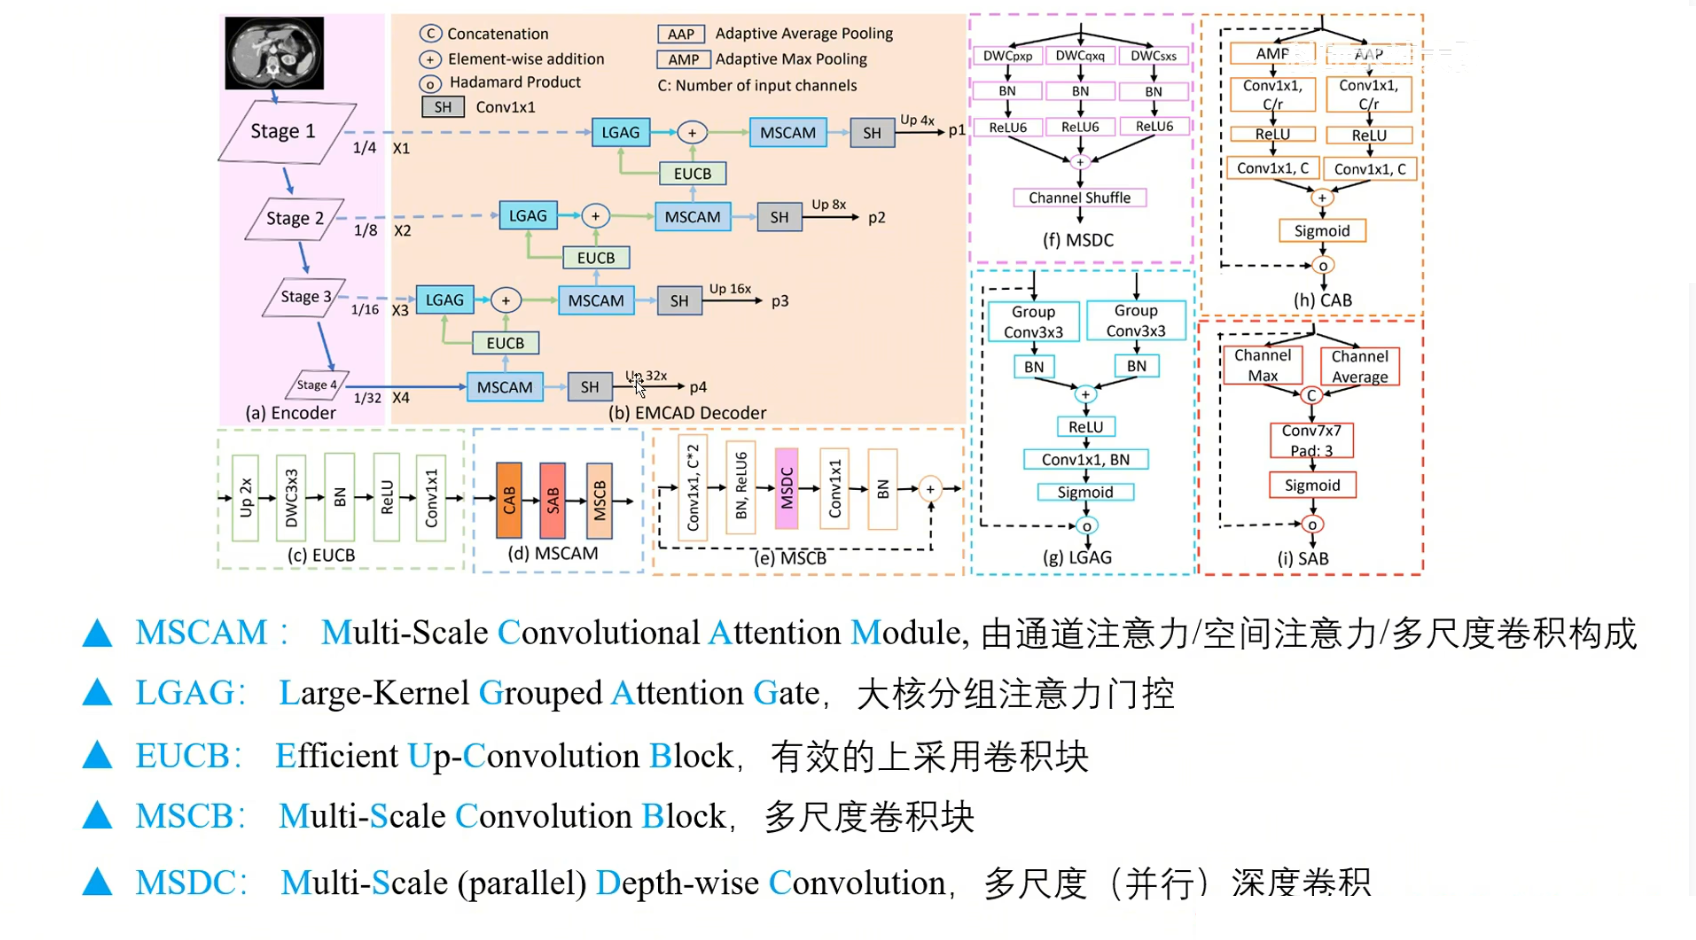 C Concatenation
+ Element-wise addition
o Hadamard Product
SH Conv1x1
AAP Adaptive Average Pooling
AMP Adaptive Max Pooling
C: Number of input channels
Stage 1
1/4 X1
LGAG
+
MSCAM
SH
Up 4x
p1
EUCB
Stage 2
1/8 X2
LGAG
+
MSCAM
SH
Up 8x
p2
EUCB
Stage 3
1/16 X3
LGAG
+
MSCAM
SH
Up 16x
p3
EUCB
Stage 4
1/32 X4
MSCAM
SH
Up 32x
p4
(a) Encoder
(b) EMCAD Decoder
Up 2x
DWC3x3
BN
ReLU
Conv1x1
(c) EUCB
CAB
SAB
MSCB
(d) MSCAM
Conv1x1, C*2
BN, ReLU6
MSDC
Conv1x1
BN
+
(e) MSCB
DWCpxp DWCqxq DWCsxs
BN BN BN
ReLU6 ReLU6 ReLU6
+
Channel Shuffle
(f) MSDC
Group Conv3x3
Group Conv3x3
BN BN
+
ReLU
Conv1x1, BN
Sigmoid
o
(g) LGAG
AMP AAP
Conv1x1, C/r
Conv1x1, C/r
ReLU ReLU
Conv1x1, C Conv1x1, C
+
Sigmoid
o
(h) CAB
Channel Max
Channel Average
C
Conv7x7
Pad: 3
Sigmoid
o
(i) SAB
▲ MSCAM： Multi-Scale Convolutional Attention Module, 由通道注意力/空间注意力/多尺度卷积构成
▲ LGAG： Large-Kernel Grouped Attention Gate，大核分组注意力门控
▲ EUCB： Efficient Up-Convolution Block，有效的上采用卷积块
▲ MSCB： Multi-Scale Convolution Block，多尺度卷积块
▲ MSDC： Multi-Scale (parallel) Depth-wise Convolution，多尺度（并行）深度卷积